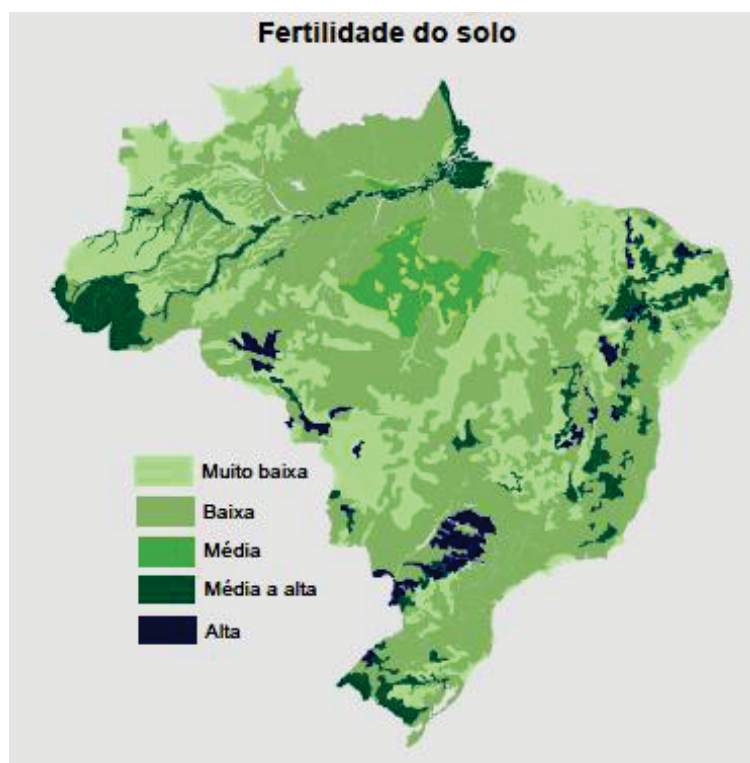 Fertilidade do solo
Muito baixa
Baixa
Média
Média a alta
Alta